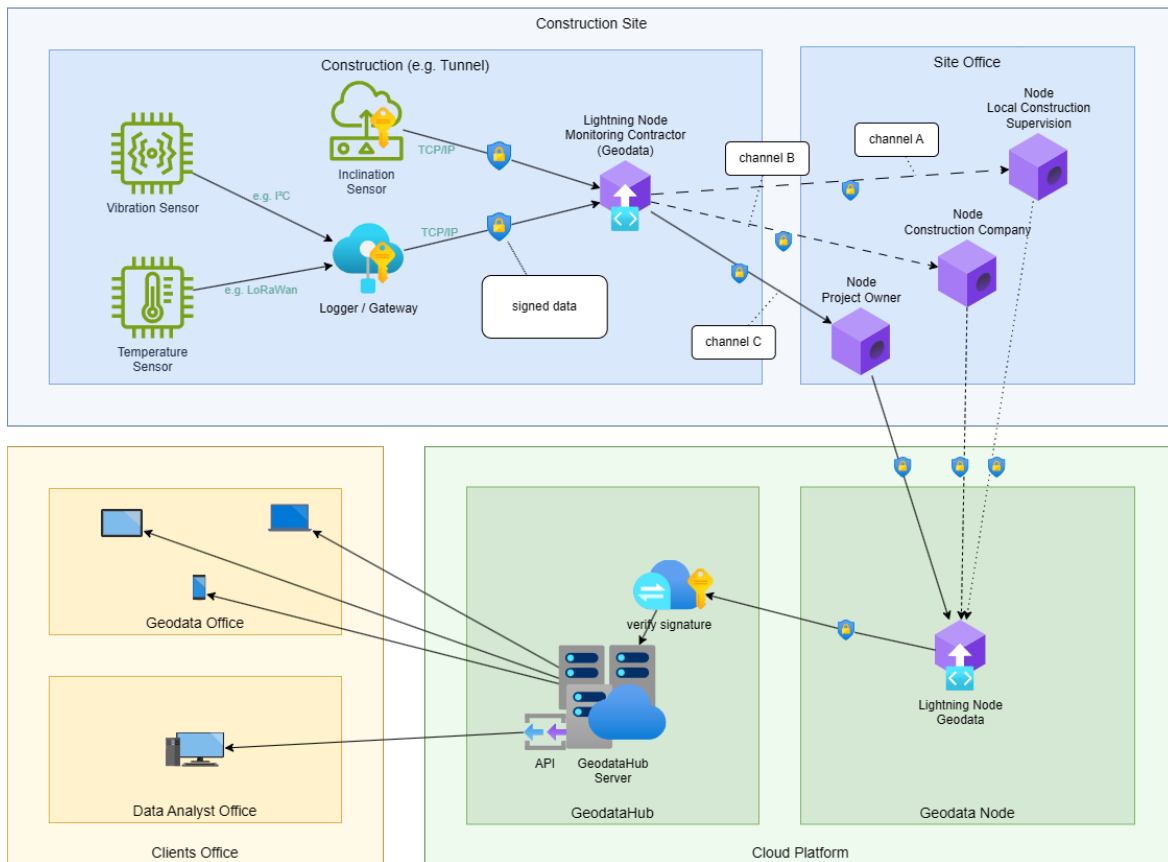 Construction Site
Construction (e.g. Tunnel)
Site Office
Vibration Sensor
Inclination
Sensor
TCP/IP
e.g. I²C
Lightning Node
Monitoring Contractor
(Geodata)
channel B
channel A
Node
Local Construction
Supervision
Node
Construction Company
TCP/IP
e.g. LoRaWan
Logger / Gateway
signed data
Temperature
Sensor
channel C
Node
Project Owner
Geodata Office
Data Analyst Office
Clients Office
verify signature
API
GeodataHub
Server
GeodataHub
Lightning Node
Geodata
Geodata Node
Cloud Platform